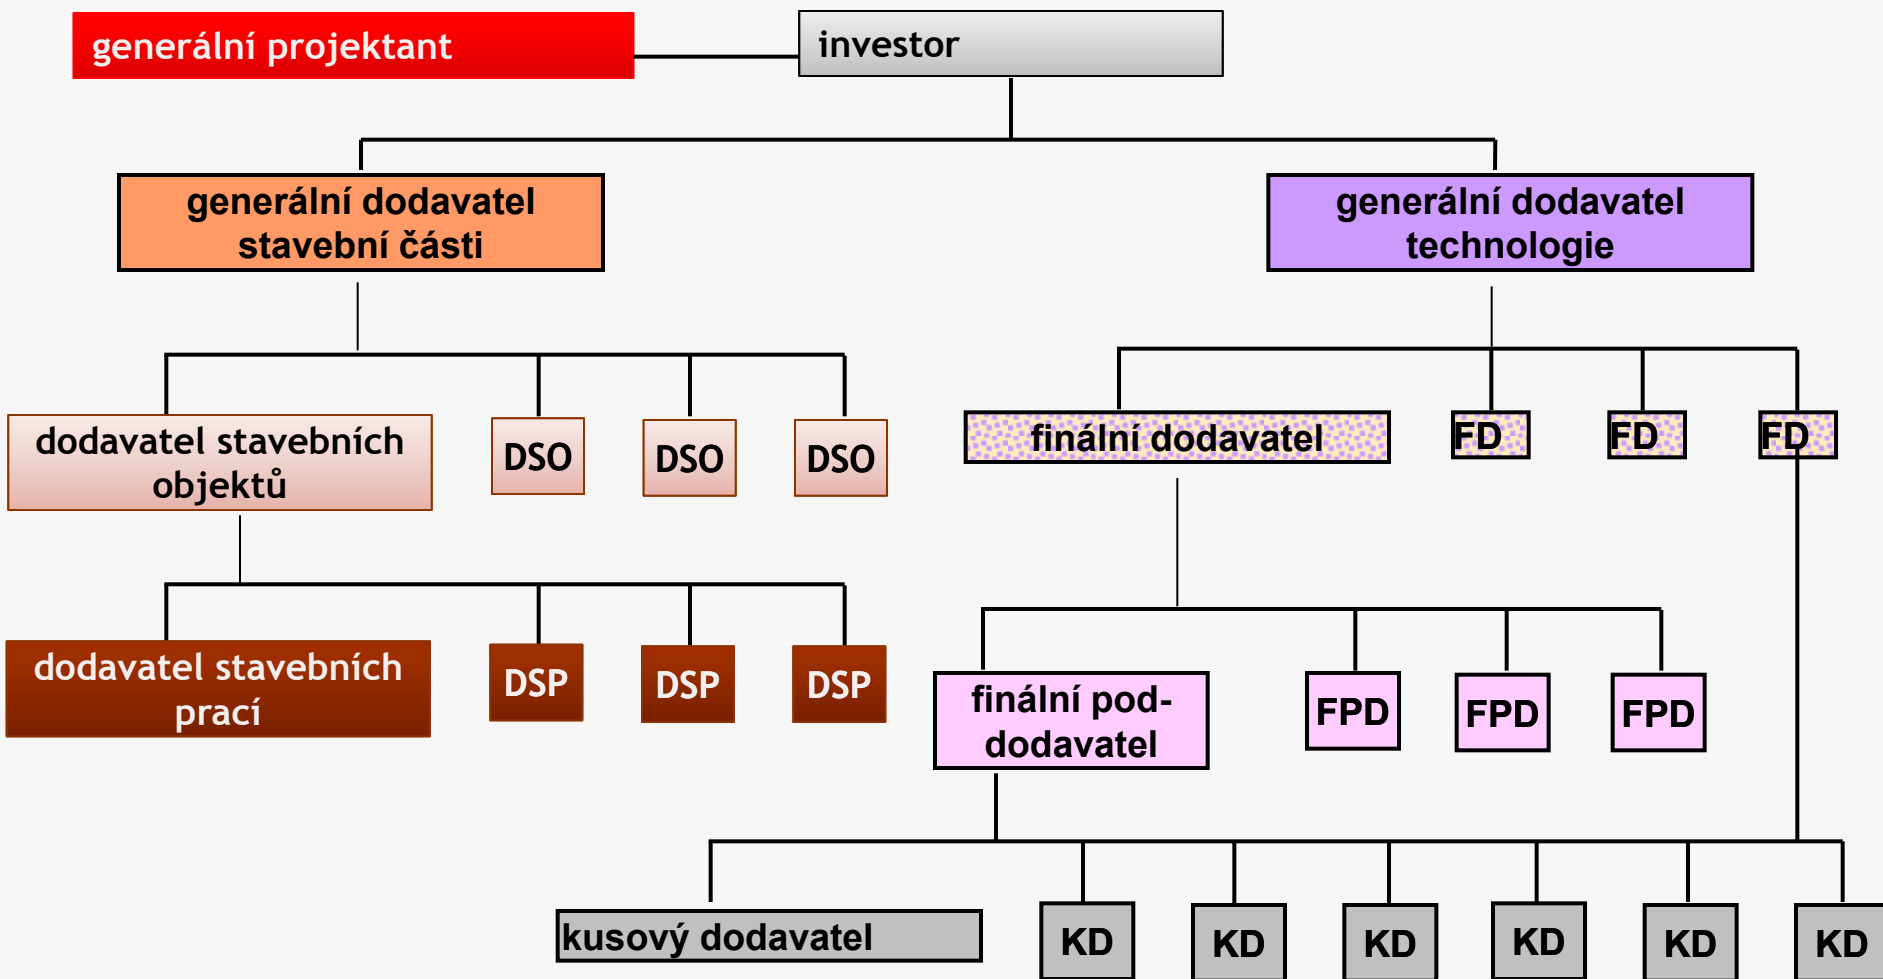 generální projektant
investor
generální dodavatel
stavební části
generální dodavatel
technologie
dodavatel stavebních
objektů
DSO
DSO
DSO
finální dodavatel
FD
FD
FD
dodavatel stavebních
prací
DSP
DSP
DSP
finální pod-
dodavatel
FPD
FPD
FPD
kusový dodavatel
KD
KD
KD
KD
KD
KD